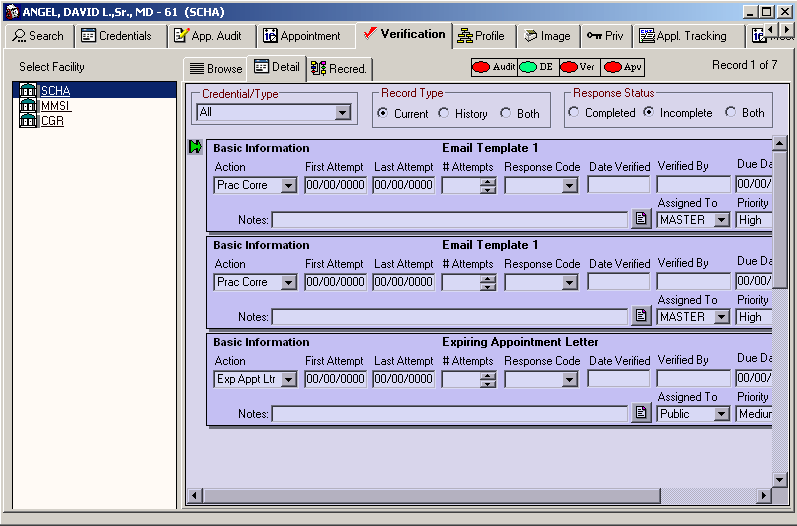 ANGEL, DAVID L.,Sr., MD - 61 (SCHA)
Search Credentials App. Audit Appointment Verification Profile Image Priv Appl. Tracking
Select Facility
SCHA
MMSI
CGR
Browse Detail Recred. Audit DE Ver Apv Record 1 of 7
Credential/Type Record Type Response Status
All Current History Both Completed Incomplete Both
Basic Information Email Template 1
Action First Attempt Last Attempt # Attempts Response Code Date Verified Verified By Due Da
Prac Corre 00/00/0000 00/00/0000 00/00/
Assigned To Priority
Notes: MASTER High
Basic Information Email Template 1
Action First Attempt Last Attempt # Attempts Response Code Date Verified Verified By Due Da
Prac Corre 00/00/0000 00/00/0000 00/00/
Assigned To Priority
Notes: MASTER High
Basic Information Expiring Appointment Letter
Action First Attempt Last Attempt # Attempts Response Code Date Verified Verified By Due Da
Exp Appt Ltr 00/00/0000 00/00/0000 00/00/
Assigned To Priority
Notes: Public Medium